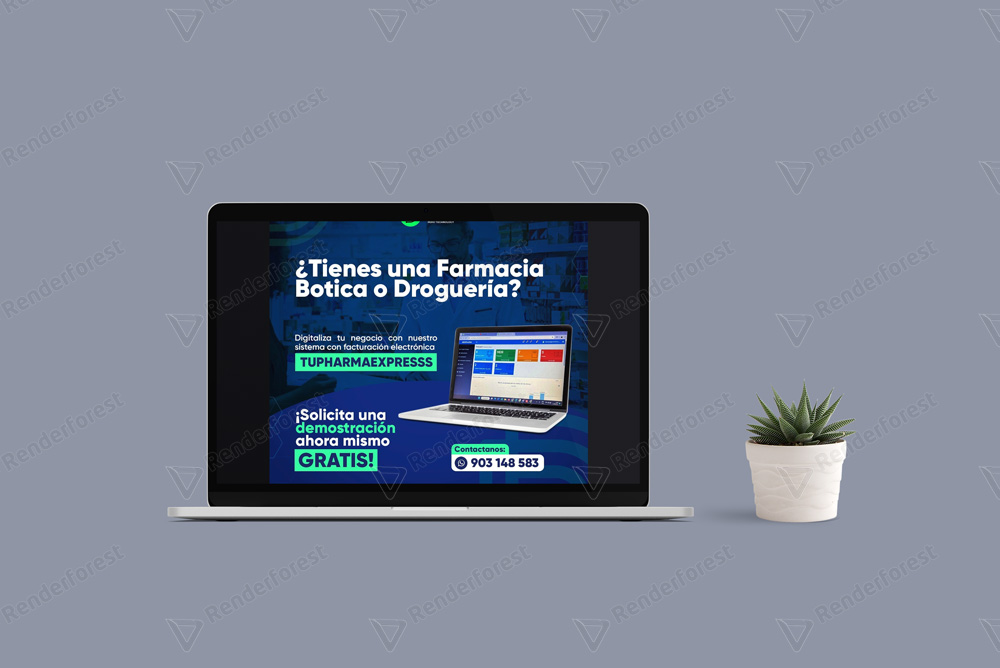 ¿Tienes una Farmacia
Botica o Droguería?
Digitaliza tu negocio con nuestro
sistema con facturación electrónica
TUPHARMAEXPRESSS
¡Solicita una
demostración
ahora mismo
GRATIS!
Contactanos:
903 148 583
Renderforest